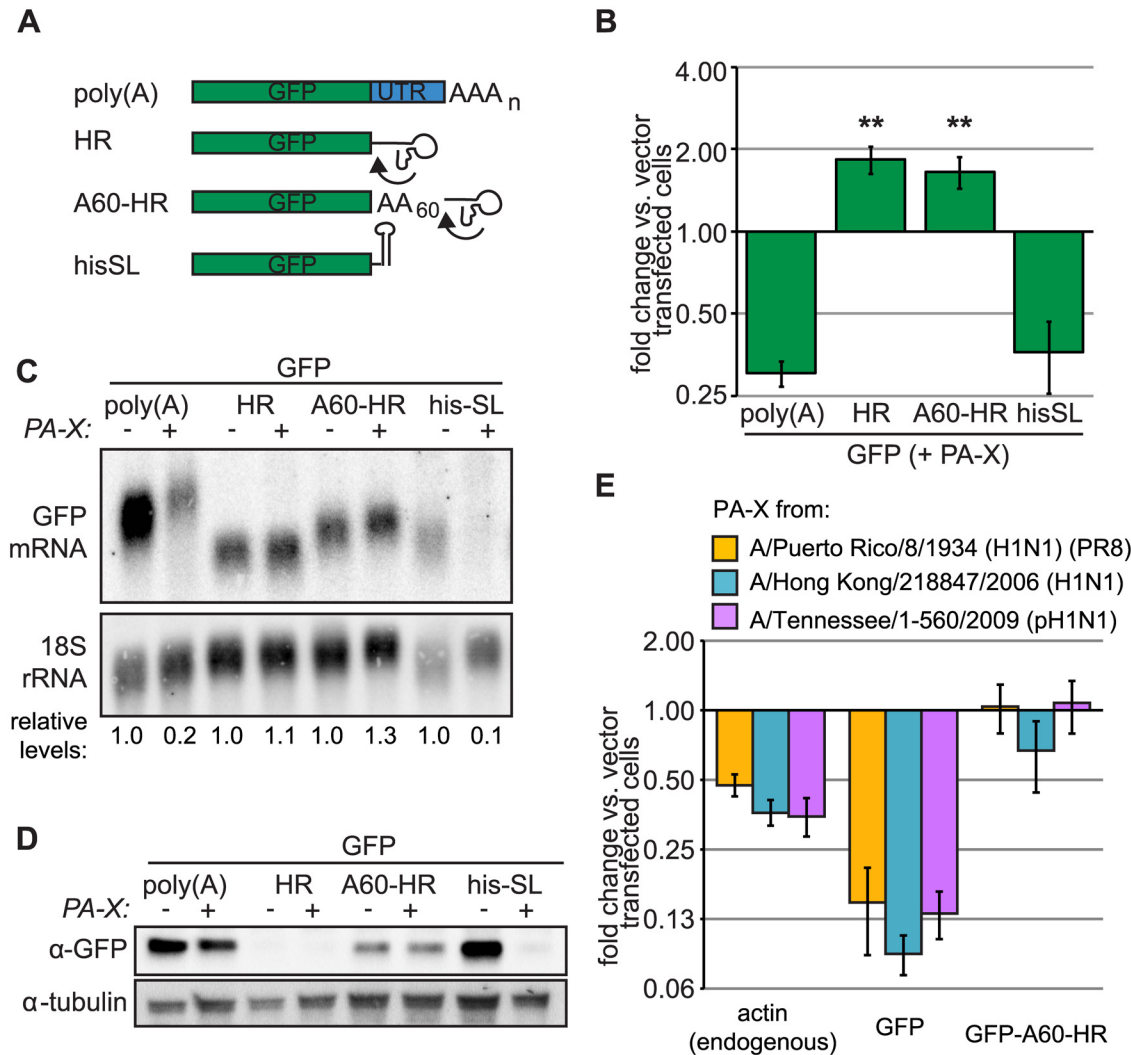 A
poly(A) GFP UTR AAA n
HR GFP
A60-HR GFP AA 60
hisSL GFP
B
fold change vs. vector
transfected cells
4.00
2.00
1.00
0.50
0.25
** **
poly(A) HR A60-HR hisSL
GFP (+ PA-X)
C
GFP
poly(A) HR A60-HR his-SL
PA-X: - + - + - + - +
GFP
mRNA
18S
rRNA
relative
levels: 1.0 0.2 1.0 1.1 1.0 1.3 1.0 0.1
D
GFP
poly(A) HR A60-HR his-SL
PA-X: - + - + - + - +
α-GFP
α-tubulin
E
PA-X from:
A/Puerto Rico/8/1934 (H1N1) (PR8)
A/Hong Kong/218847/2006 (H1N1)
A/Tennessee/1-560/2009 (pH1N1)
fold change vs. vector
transfected cells
2.00
1.00
0.50
0.25
0.13
0.06
actin
(endogenous)
GFP
GFP-A60-HR